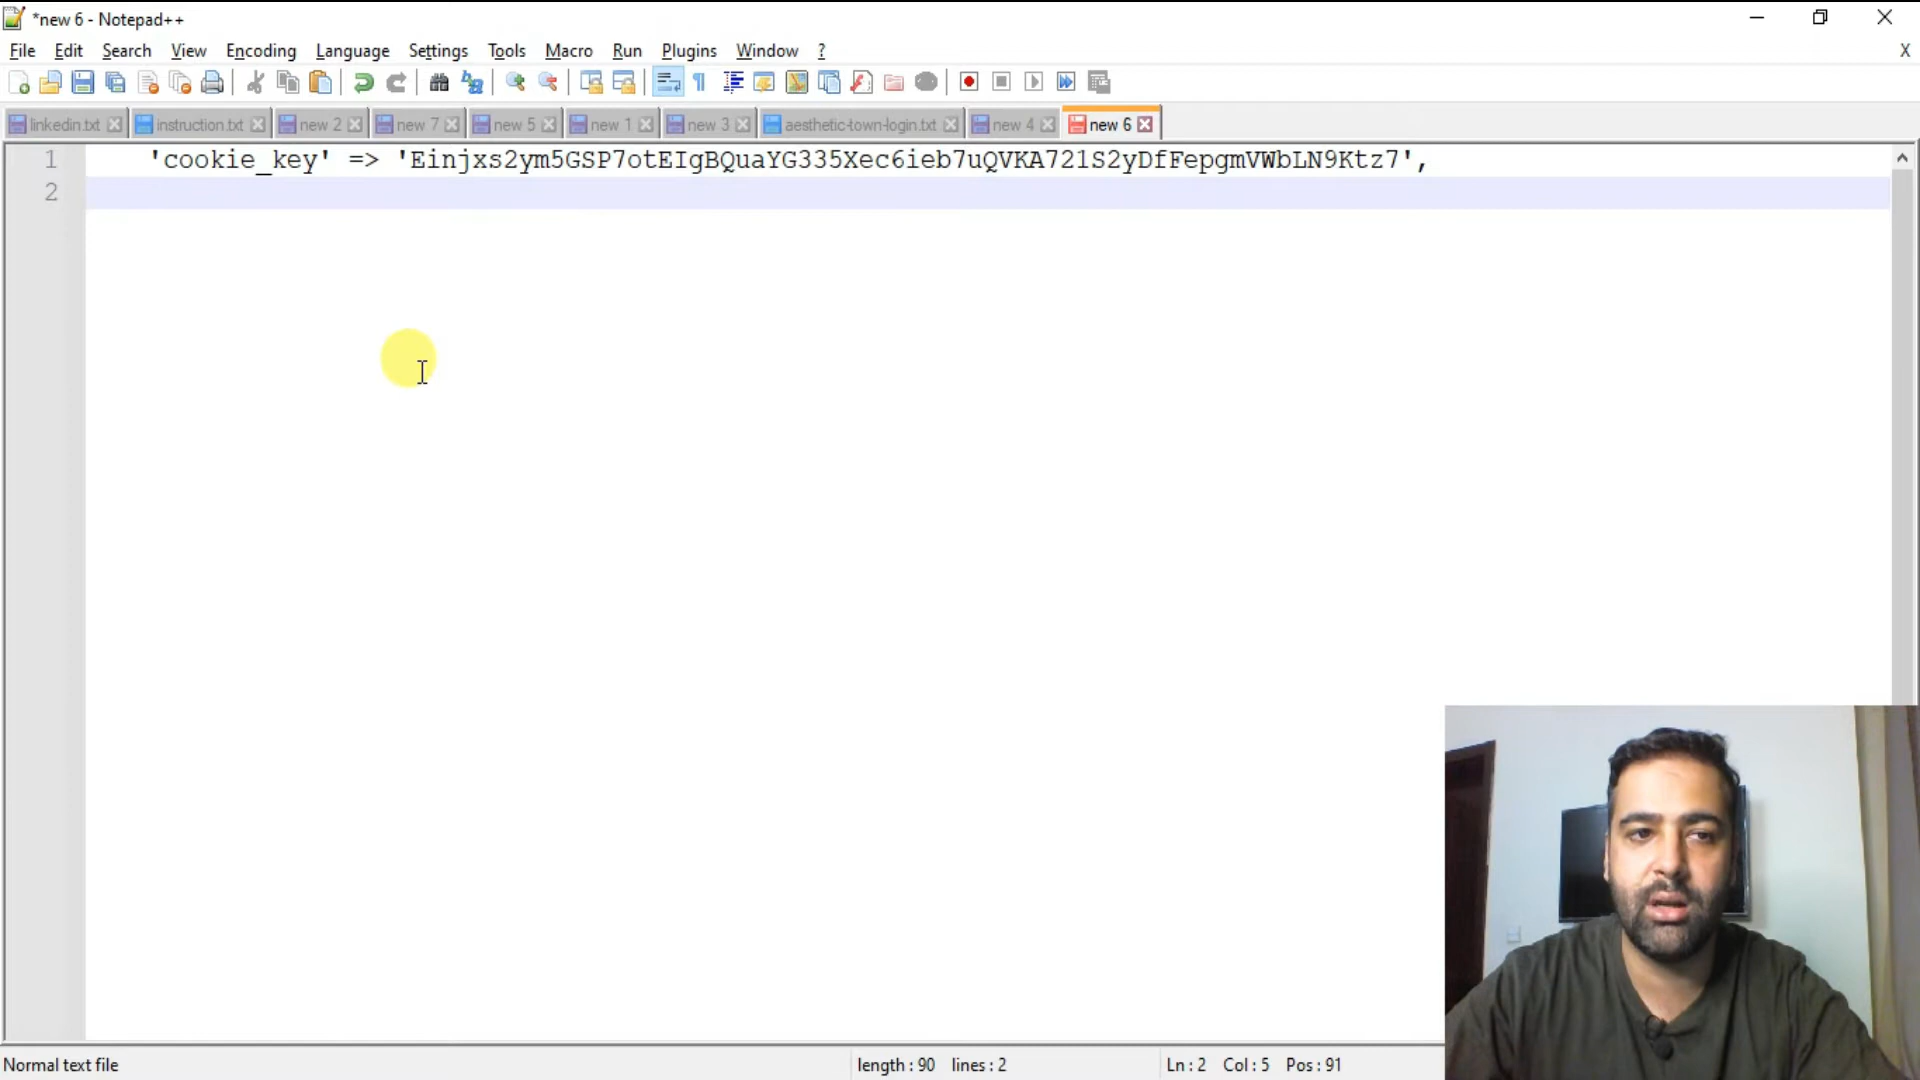 *new 6 - Notepad++
File Edit Search View Encoding Language Settings Tools Macro Run Plugins Window ? X
linkedin.txt instruction.txt new 2 new 7 new 5 new 1 new 3 aesthetic-town-login.txt new 4 new 6
1 'cookie_key' => 'Einjxs2ym5GSP7otEIgBQuaYG335Xec6ieb7uQVKA721S2yDfFepgmVWbLN9Ktz7',
2
Normal text file length : 90 lines : 2 Ln : 2 Col : 5 Pos : 91